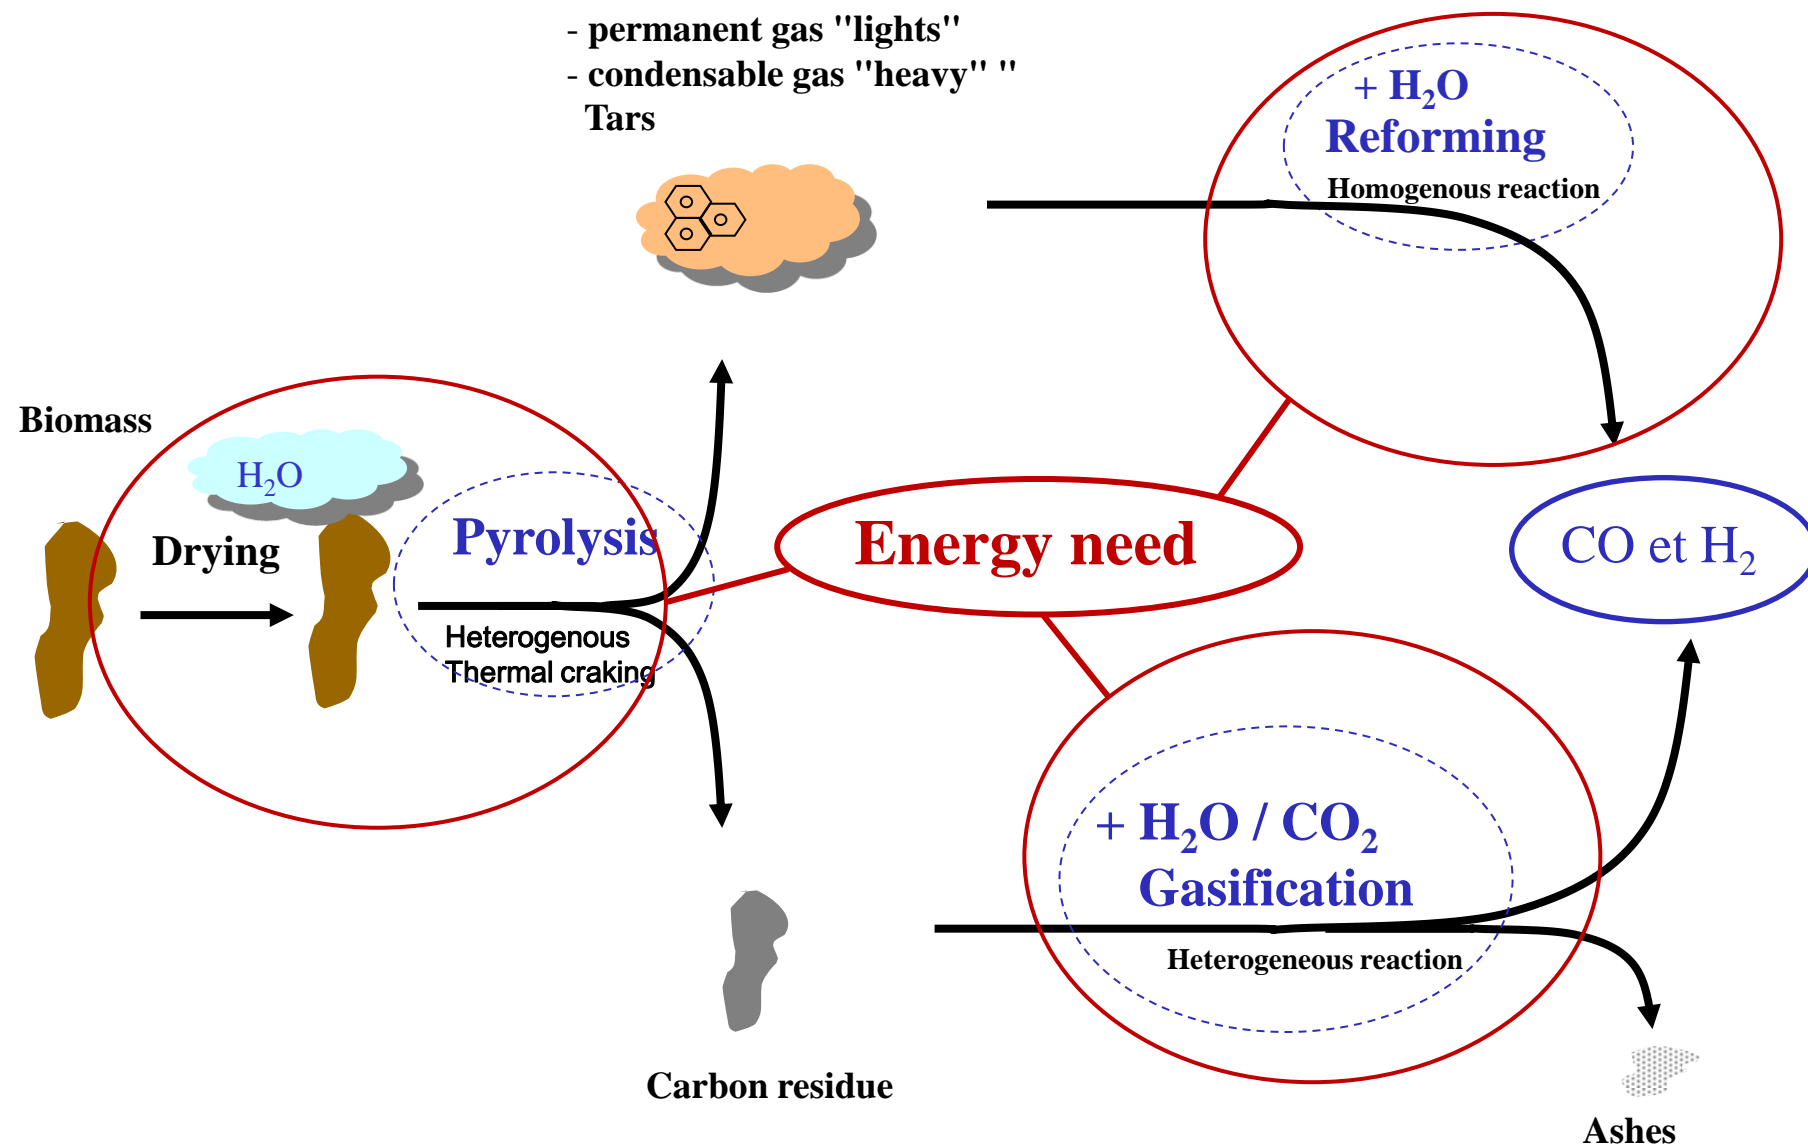 - permanent gas "lights"
- condensable gas "heavy" "
Tars
+ H₂O
Reforming
Homogenous reaction
Biomass
H₂O
Drying
Pyrolysis
Heterogenous
Thermal craking
Energy need
CO et H₂
+ H₂O / CO₂
Gasification
Heterogeneous reaction
Carbon residue
Ashes